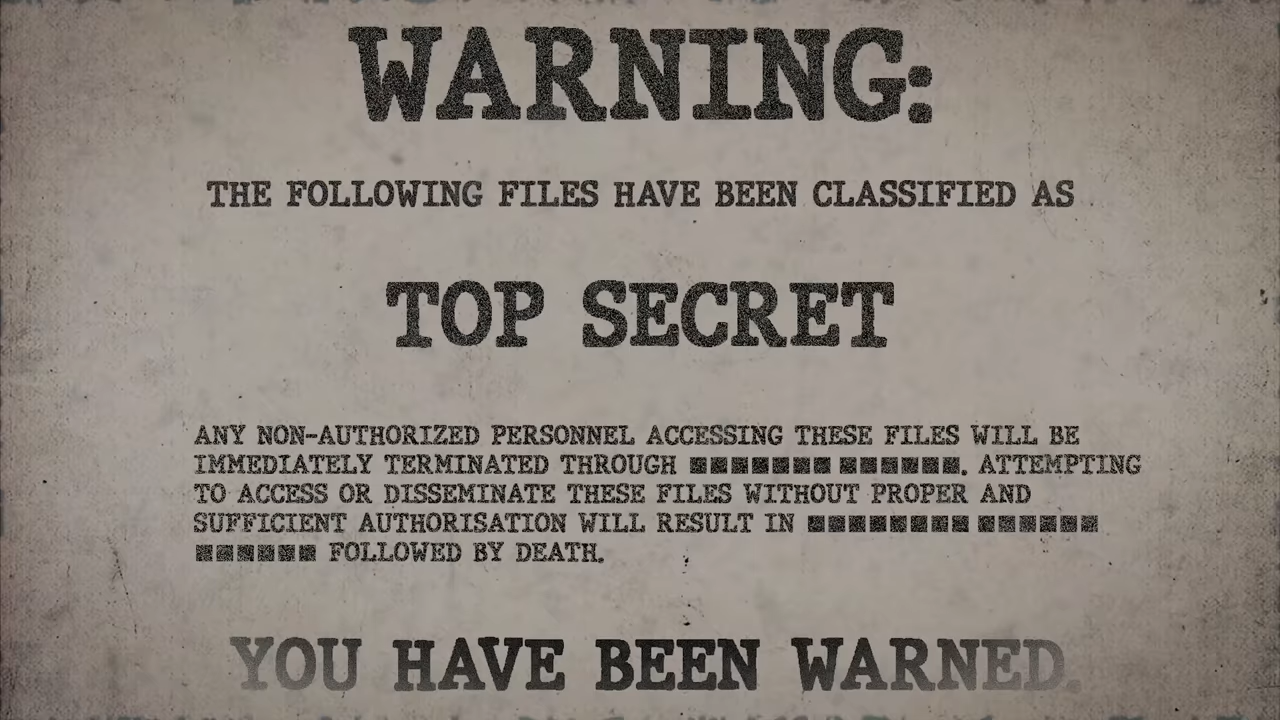 WARNING:
THE FOLLOWING FILES HAVE BEEN CLASSIFIED AS
TOP SECRET
ANY NON-AUTHORIZED PERSONNEL ACCESSING THESE FILES WILL BE
IMMEDIATELY TERMINATED THROUGH ■■■■■■■ ■■■■■■. ATTEMPTING
TO ACCESS OR DISSEMINATE THESE FILES WITHOUT PROPER AND
SUFFICIENT AUTHORISATION WILL RESULT IN ■■■■■■■■ ■■■■■■
■■■■■■ FOLLOWED BY DEATH.
YOU HAVE BEEN WARNED.